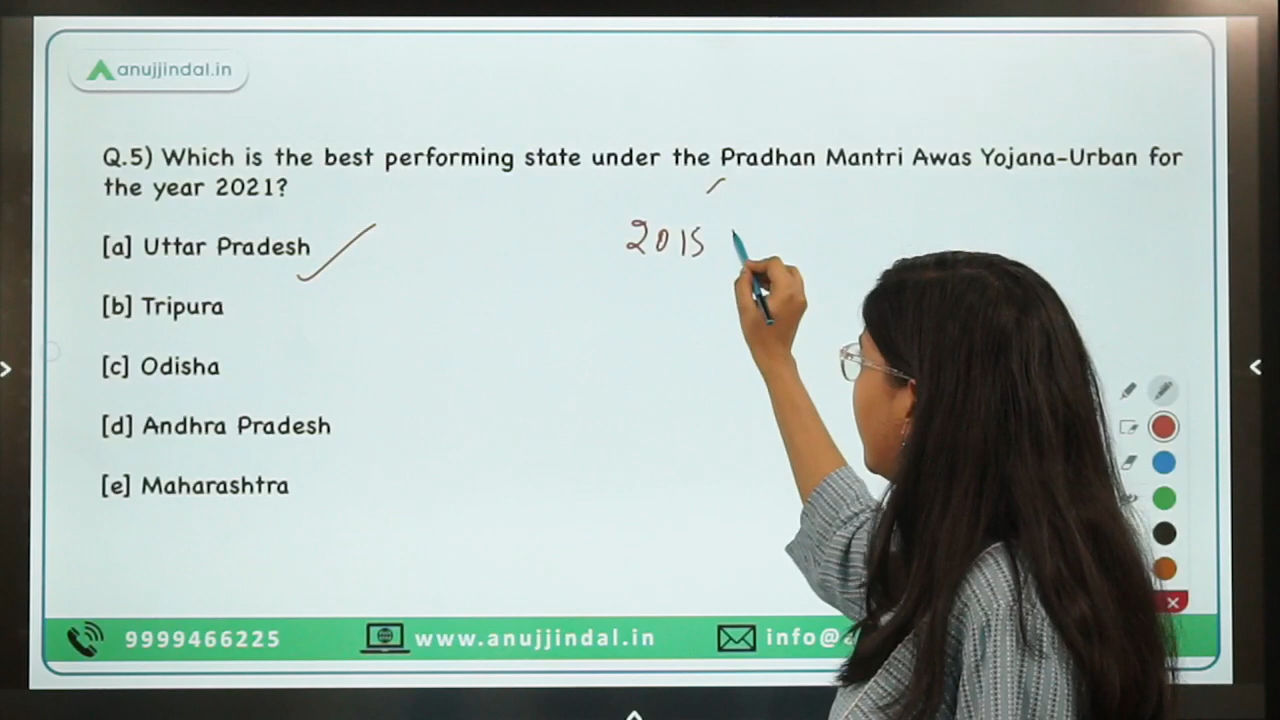 anujjindal.in
Q.5) Which is the best performing state under the Pradhan Mantri Awas Yojana-Urban for
the year 2021?
[a] Uttar Pradesh
2015
[b] Tripura
[c] Odisha
[d] Andhra Pradesh
[e] Maharashtra
9999466225 www.anujjindal.in info@